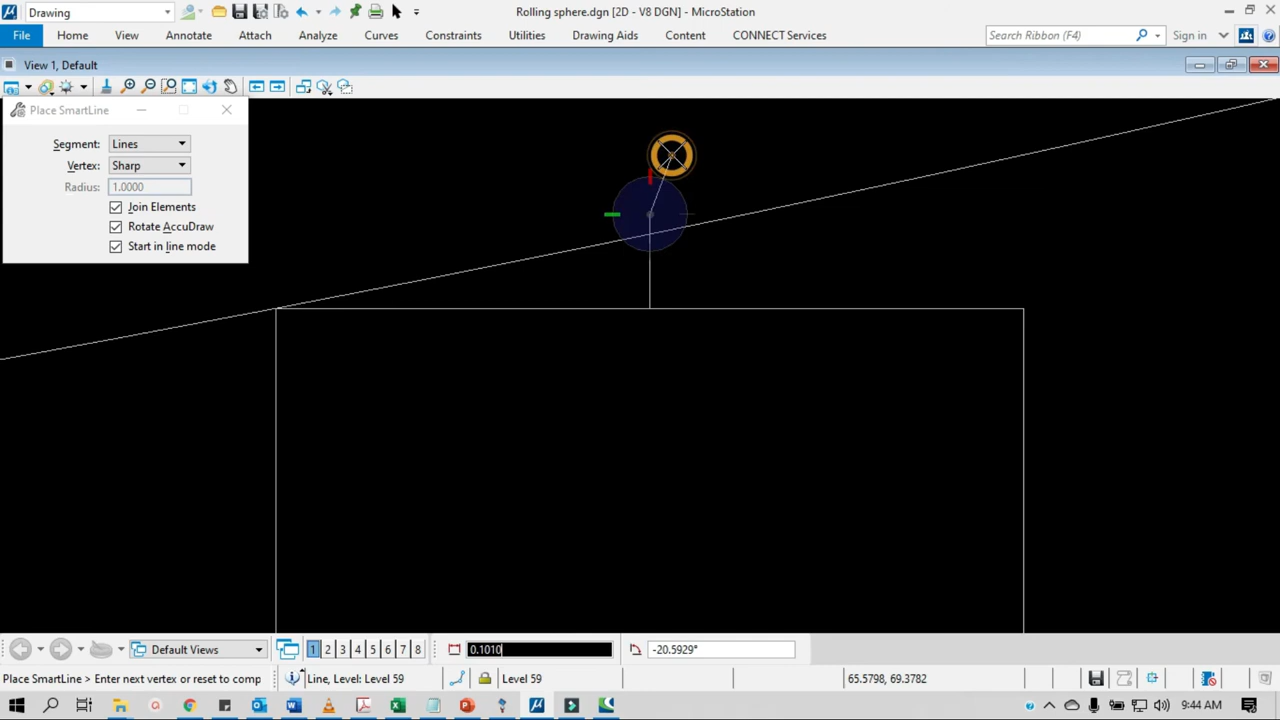 Drawing
Rolling sphere.dgn [2D - V8 DGN] - MicroStation
File Home View Annotate Attach Analyze Curves Constraints Utilities Drawing Aids Content CONNECT Services Search Ribbon (F4) Sign in
View 1, Default
Place SmartLine
Segment: Lines
Vertex: Sharp
Radius: 1.0000
Join Elements
Rotate AccuDraw
Start in line mode
Default Views 1 2 3 4 5 6 7 8 0.1010 -20.5929°
Place SmartLine > Enter next vertex or reset to comp Line, Level: Level 59 Level 59 65.5798, 69.3782
9:44 AM